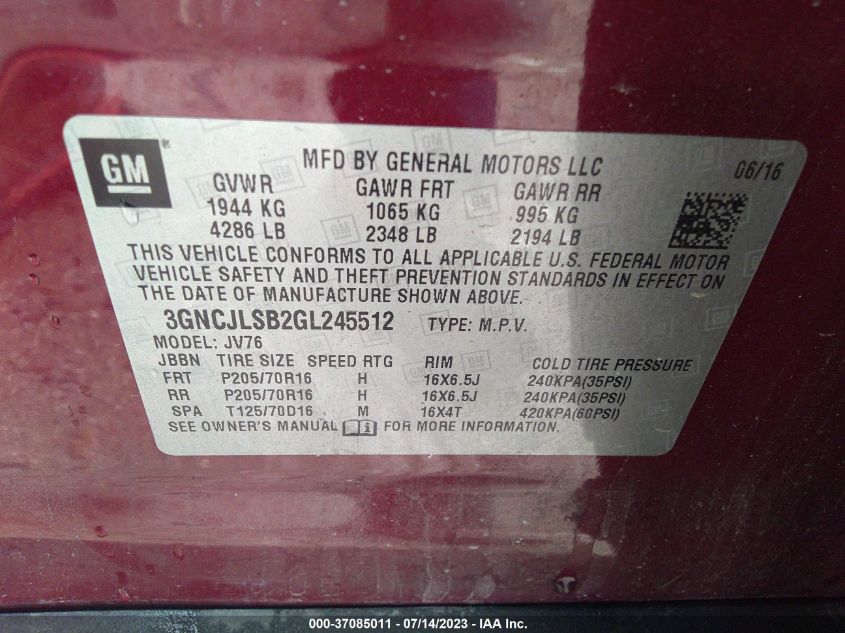 GM
MFD BY GENERAL MOTORS LLC 06/16
GVWR GAWR FRT GAWR RR
1944 KG 1065 KG 995 KG
4286 LB 2348 LB 2194 LB
THIS VEHICLE CONFORMS TO ALL APPLICABLE U.S. FEDERAL MOTOR
VEHICLE SAFETY AND THEFT PREVENTION STANDARDS IN EFFECT ON
THE DATE OF MANUFACTURE SHOWN ABOVE.
3GNCJLSB2GL245512 TYPE: M.P.V.
MODEL: JV76
JBBN TIRE SIZE SPEED RTG RIM COLD TIRE PRESSURE
FRT P205/70R16 H 16X6.5J 240KPA(35PSI)
RR P205/70R16 H 16X6.5J 240KPA(35PSI)
SPA T125/70D16 M 16X4T 420KPA(60PSI)
SEE OWNER'S MANUAL FOR MORE INFORMATION.
000-37085011 - 07/14/2023 - IAA Inc.